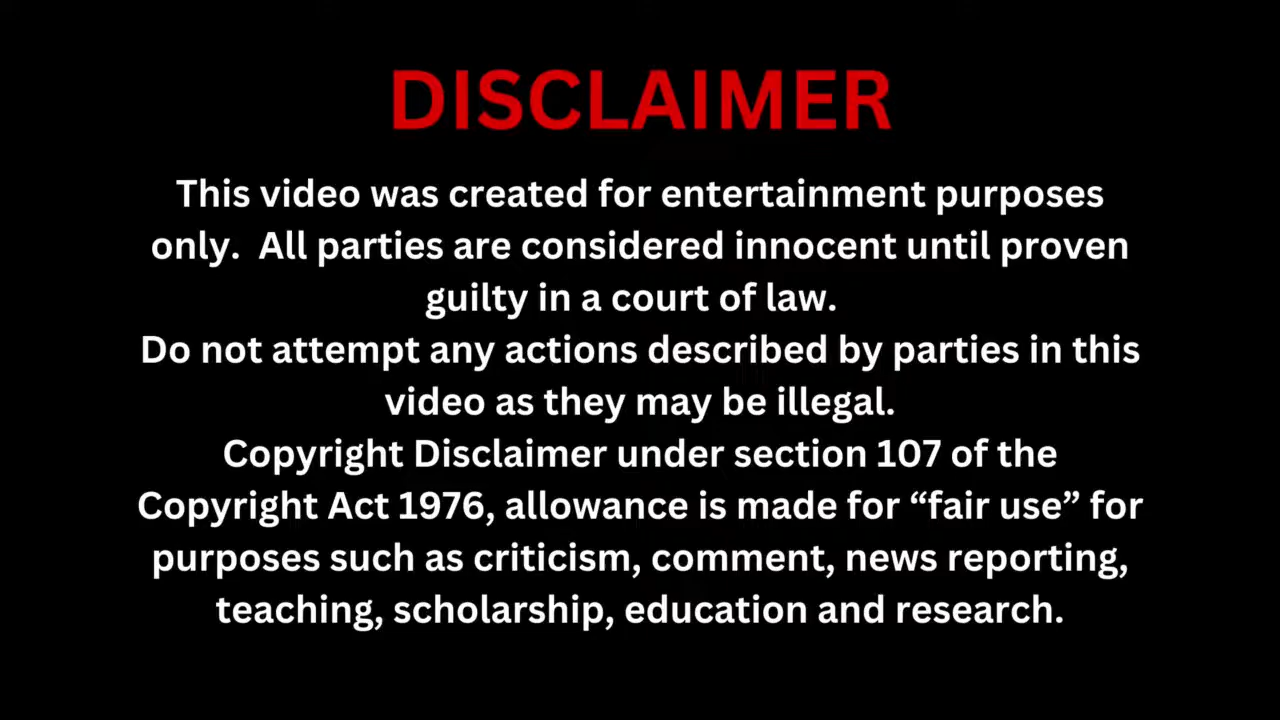 DISCLAIMER
This video was created for entertainment purposes
only.  All parties are considered innocent until proven
guilty in a court of law.
Do not attempt any actions described by parties in this
video as they may be illegal.
Copyright Disclaimer under section 107 of the
Copyright Act 1976, allowance is made for “fair use” for
purposes such as criticism, comment, news reporting,
teaching, scholarship, education and research.